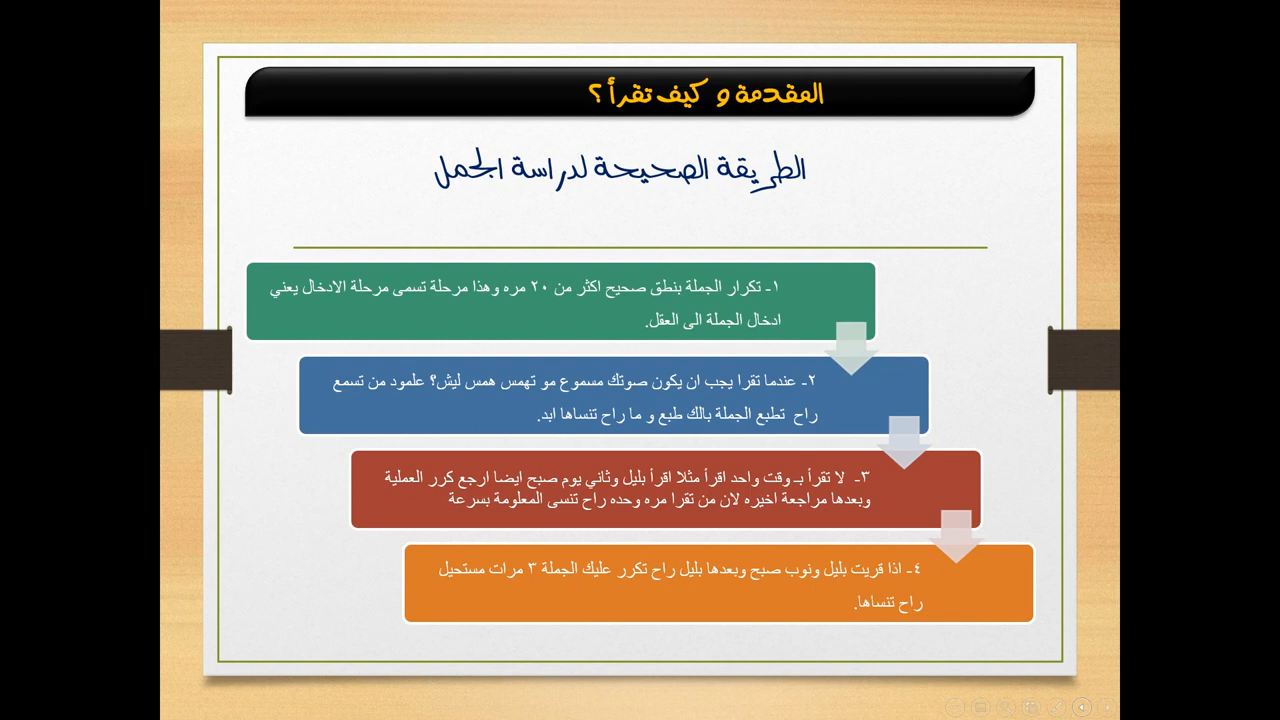 المقدمة و كيف تقرأ ؟
الطريقة الصحيحة لدراسة الجمل
١- تكرار الجملة بنطق صحيح اكثر من ٢٠ مره وهذا مرحلة تسمى مرحلة الادخال يعني
ادخال الجملة الى العقل.
٢- عندما تقرا يجب ان يكون صوتك مسموع مو تهمس همس ليش؟ علمود من تسمع
راح تطبع الجملة بالك طبع و ما راح تنساها ابد.
٣- لا تقرأ بـ وقت واحد اقرأ مثلا اقرأ بليل وثاني يوم صبح ايضا ارجع كرر العملية
وبعدها مراجعة اخيره لان من تقرا مره وحده راح تنسى المعلومة بسرعة
٤- اذا قريت بليل ونوب صبح وبعدها بليل راح تكرر عليك الجملة ٣ مرات مستحيل
راح تنساها.